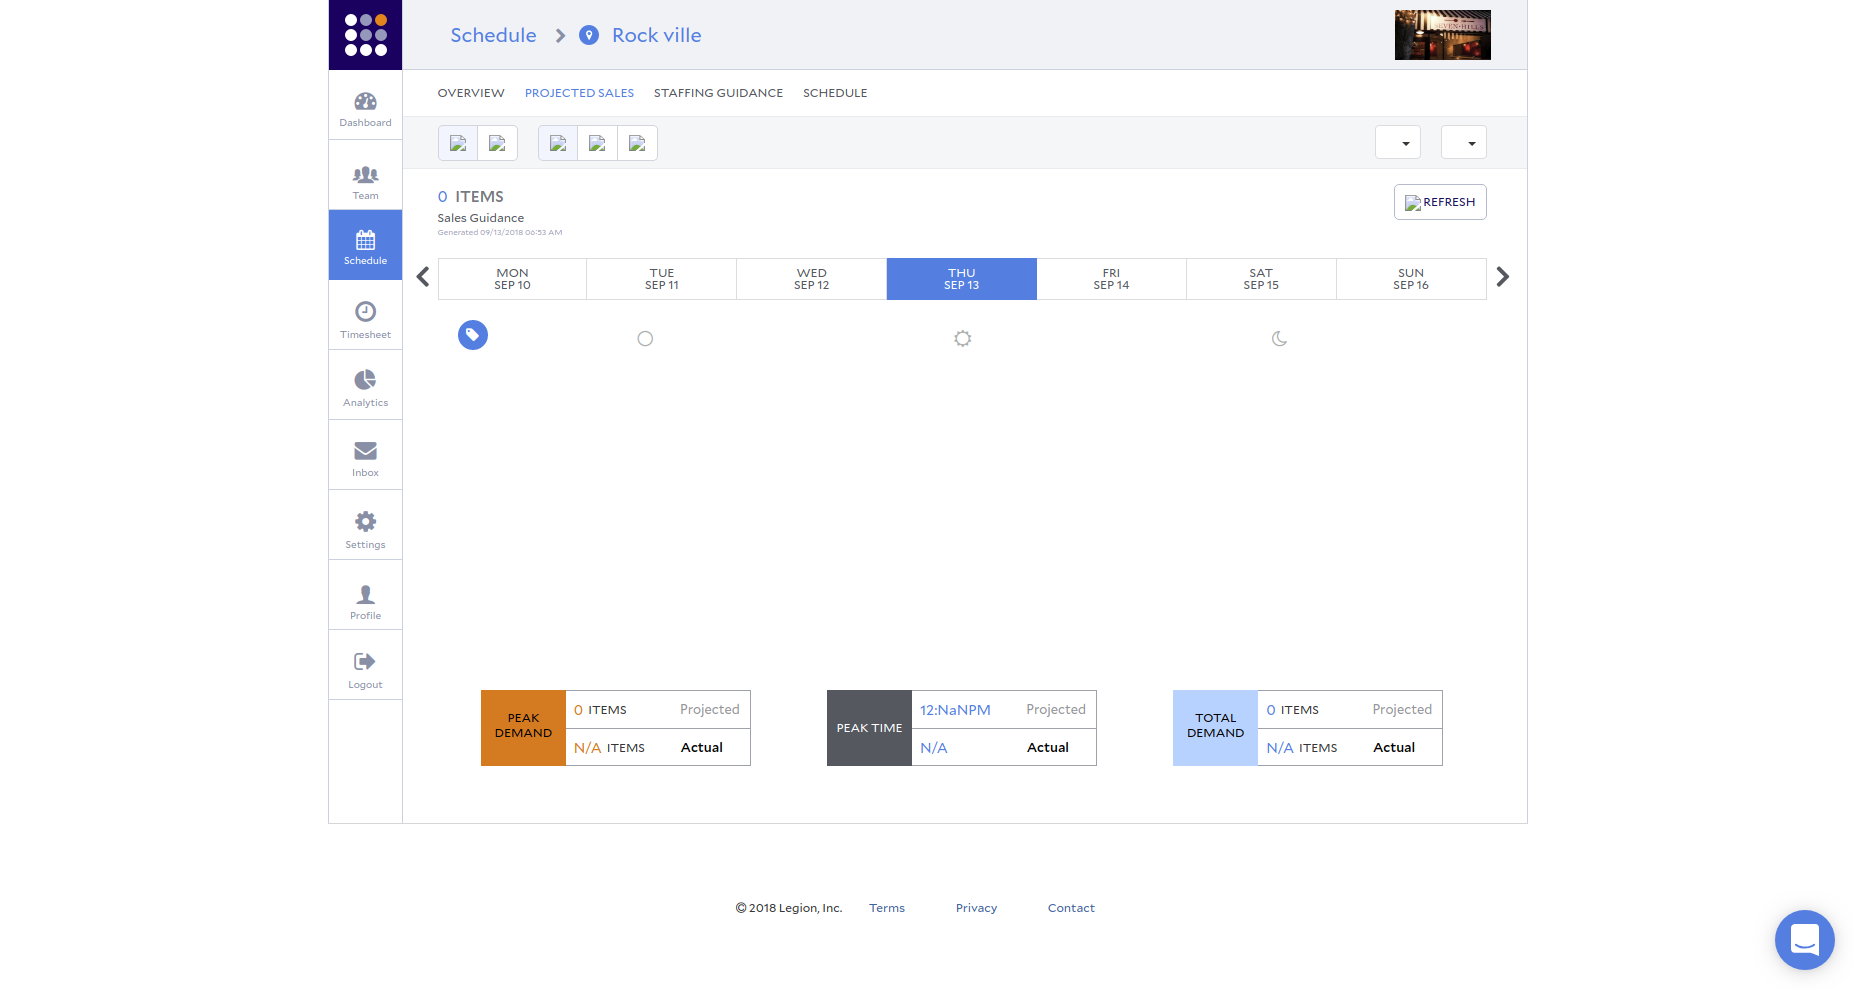 Schedule Rock ville
SEVEN HILLS
OVERVIEW PROJECTED SALES STAFFING GUIDANCE SCHEDULE
Dashboard
Team
Schedule
Timesheet
Analytics
Inbox
Settings
Profile
Logout
0 ITEMS
Sales Guidance
Generated 09/13/2018 06:53 AM
REFRESH
MON TUE WED THU FRI SAT SUN
SEP 10 SEP 11 SEP 12 SEP 13 SEP 14 SEP 15 SEP 16
PEAK DEMAND
0 ITEMS Projected
N/A ITEMS Actual
PEAK TIME
12:NaNPM Projected
N/A Actual
TOTAL DEMAND
0 ITEMS Projected
N/A ITEMS Actual
© 2018 Legion, Inc. Terms Privacy Contact